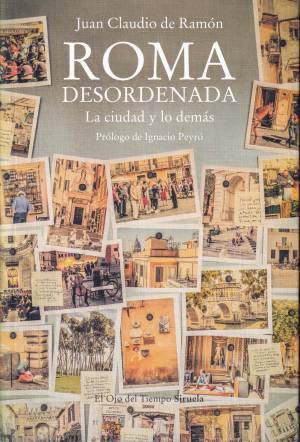 Juan Claudio de Ramón
ROMA
DESORDENADA
La ciudad y lo demás
Prólogo de Ignacio Peyró
El Ojo del Tiempo Siruela